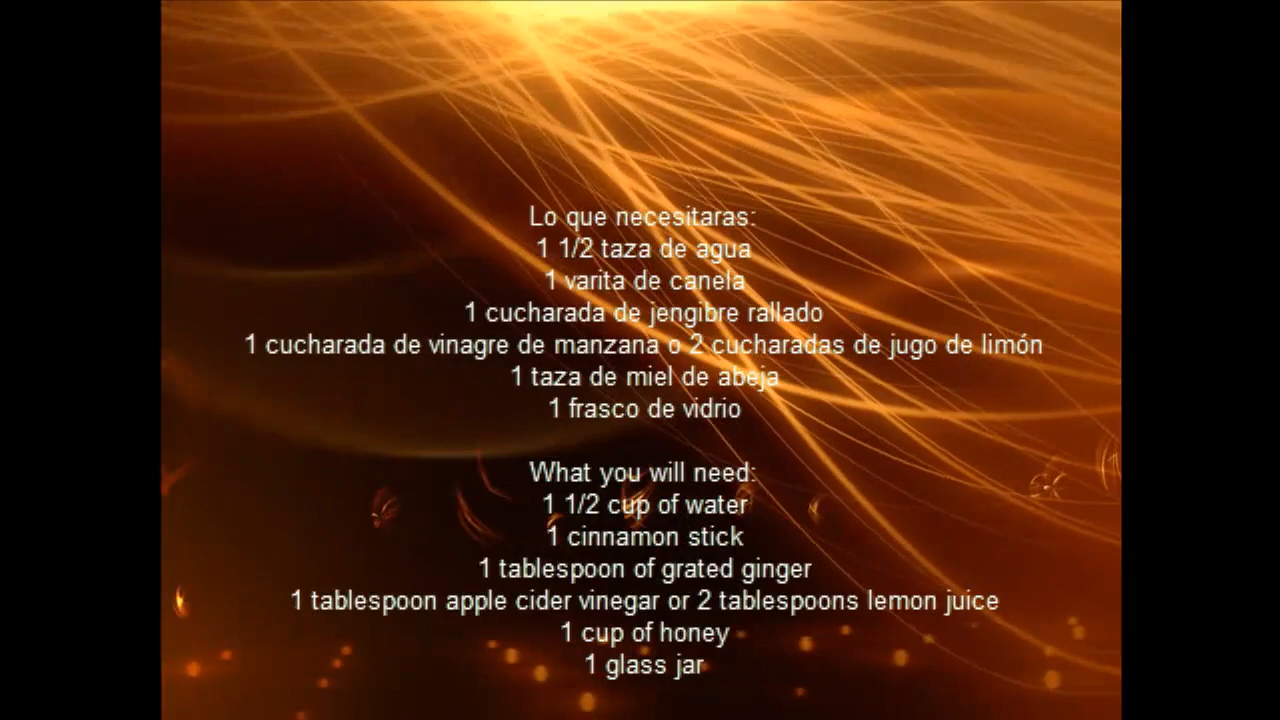 Lo que necesitaras:
1 1/2 taza de agua
1 varita de canela
1 cucharada de jengibre rallado
1 cucharada de vinagre de manzana o 2 cucharadas de jugo de limón
1 taza de miel de abeja
1 frasco de vidrio
What you will need:
1 1/2 cup of water
1 cinnamon stick
1 tablespoon of grated ginger
1 tablespoon apple cider vinegar or 2 tablespoons lemon juice
1 cup of honey
1 glass jar